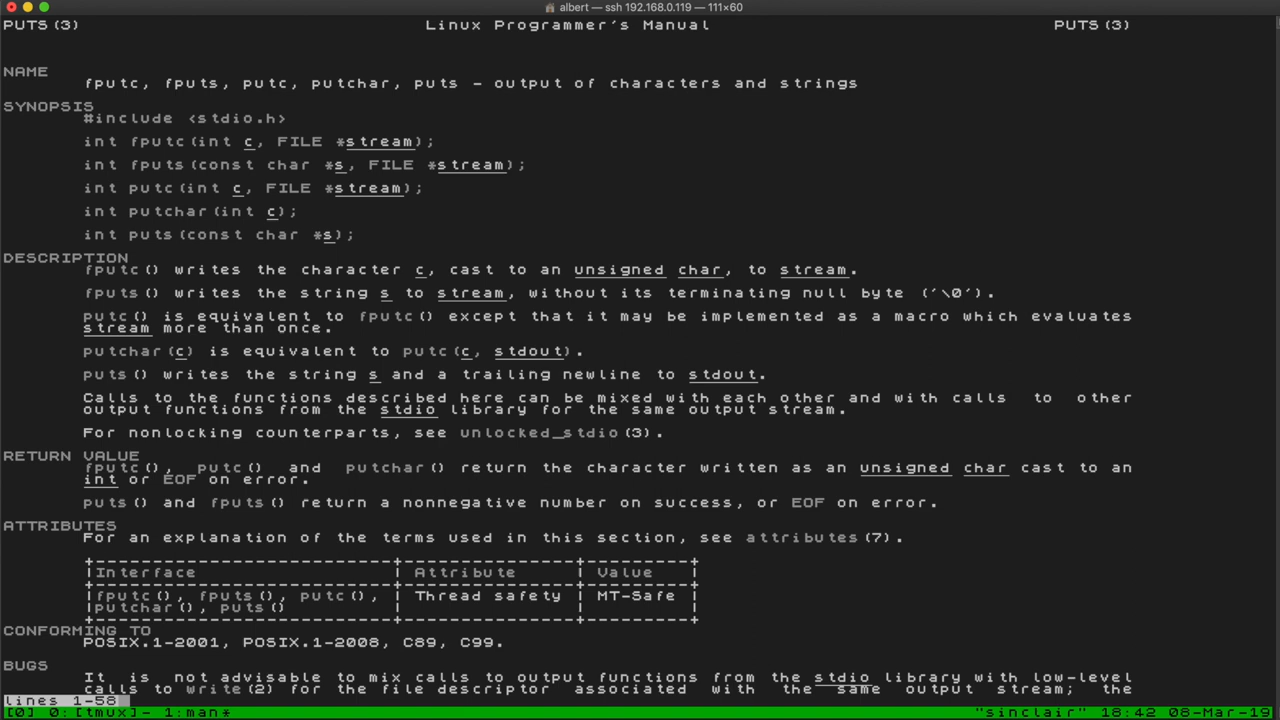 albert — ssh 192.168.0.119 — 111×60
PUTS(3) Linux Programmer's Manual PUTS(3)
NAME
fputc, fputs, putc, putchar, puts - output of characters and strings
SYNOPSIS
#include <stdio.h>
int fputc(int c, FILE *stream);
int fputs(const char *s, FILE *stream);
int putc(int c, FILE *stream);
int putchar(int c);
int puts(const char *s);
DESCRIPTION
fputc() writes the character c, cast to an unsigned char, to stream.
fputs() writes the string s to stream, without its terminating null byte ('\0').
putc() is equivalent to fputc() except that it may be implemented as a macro which evaluates
stream more than once.
putchar(c) is equivalent to putc(c, stdout).
puts() writes the string s and a trailing newline to stdout.
Calls to the functions described here can be mixed with each other and with calls to other
output functions from the stdio library for the same output stream.
For nonlocking counterparts, see unlocked_stdio(3).
RETURN VALUE
fputc(), putc() and putchar() return the character written as an unsigned char cast to an
int or EOF on error.
puts() and fputs() return a nonnegative number on success, or EOF on error.
ATTRIBUTES
For an explanation of the terms used in this section, see attributes(7).
Interface Attribute Value
fputc(), fputs(), putc(), Thread safety MT-Safe
putchar(), puts()
CONFORMING TO
POSIX.1-2001, POSIX.1-2008, C89, C99.
BUGS
It is not advisable to mix calls to output functions from the stdio library with low-level
calls to write(2) for the file descriptor associated with the same output stream; the
lines 1-58
[0] 0:[tmux]- 1:man* "sinclair" 18:42 08-Mar-19